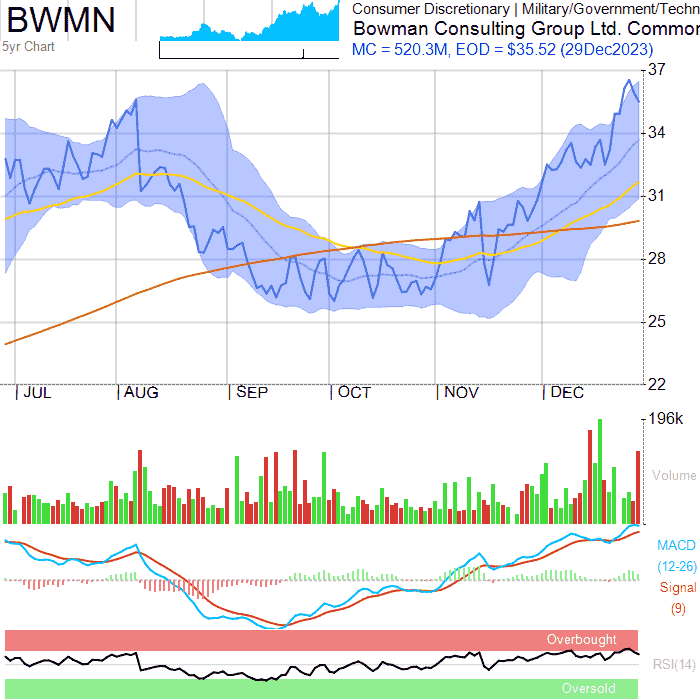 BWMN
5yr Chart
Consumer Discretionary | Military/Government/Techn
Bowman Consulting Group Ltd. Common
MC = 520.3M, EOD = $35.52 (29Dec2023)
37
34
31
28
25
22
JUL AUG SEP OCT NOV DEC
196k
Volume
MACD
(12-26)
Signal
(9)
Overbought
RSI(14)
Oversold